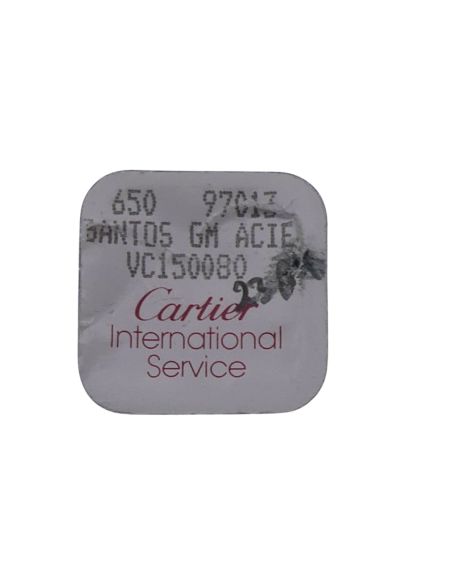 650 97013
SANTOS GM ACIE
VC150080
Cartier
International
Service